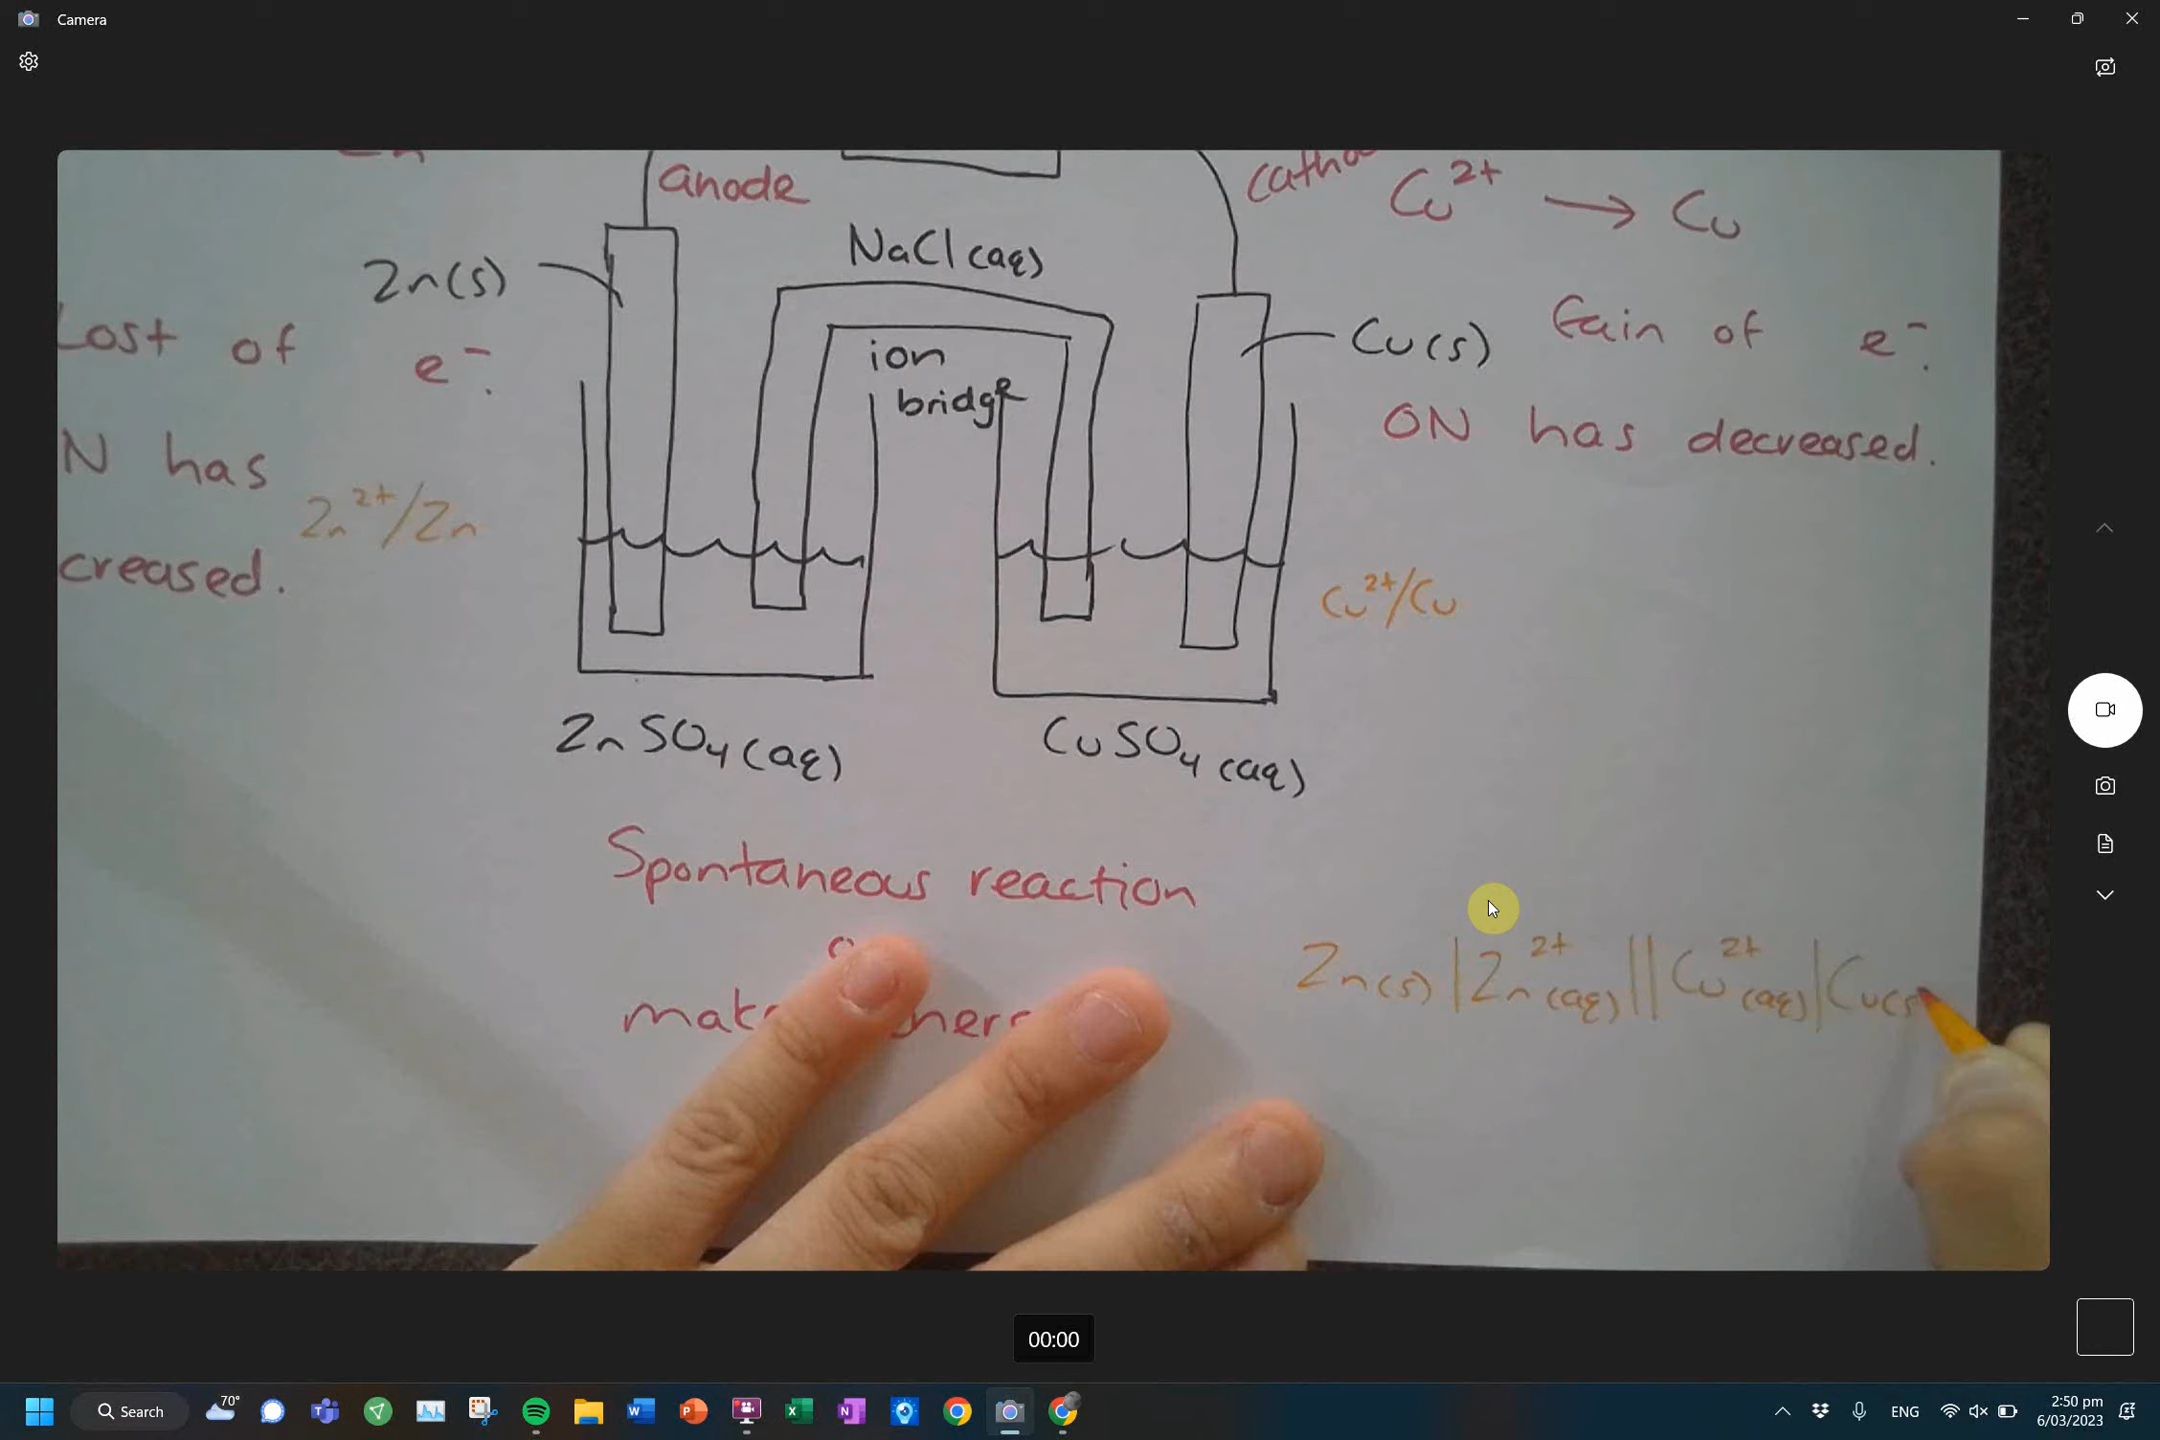 Camera
anode
Cu²⁺ → Cu
NaCl(aq)
Zn(s)
Lost of e⁻.
ion
bridge
Cu(s)
Gain of e⁻.
ON has decreased.
N has
creased.
Zn²⁺/Zn
Cu²⁺/Cu
ZnSO₄(aq)
CuSO₄(aq)
Spontaneous reaction
Zn(s)|Zn²⁺(aq)||Cu²⁺(aq)|Cu(s
00:00
70°
Search
ENG
2:50 pm
6/03/2023